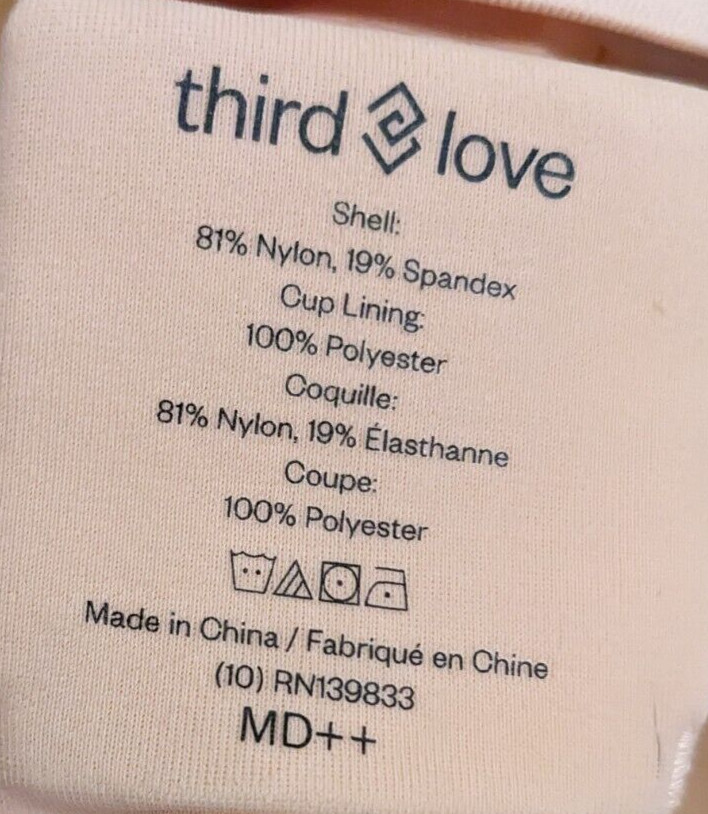 third love
Shell:
81% Nylon, 19% Spandex
Cup Lining:
100% Polyester
Coquille:
81% Nylon, 19% Élasthanne
Coupe:
100% Polyester
Made in China / Fabriqué en Chine
(10) RN139833
MD++